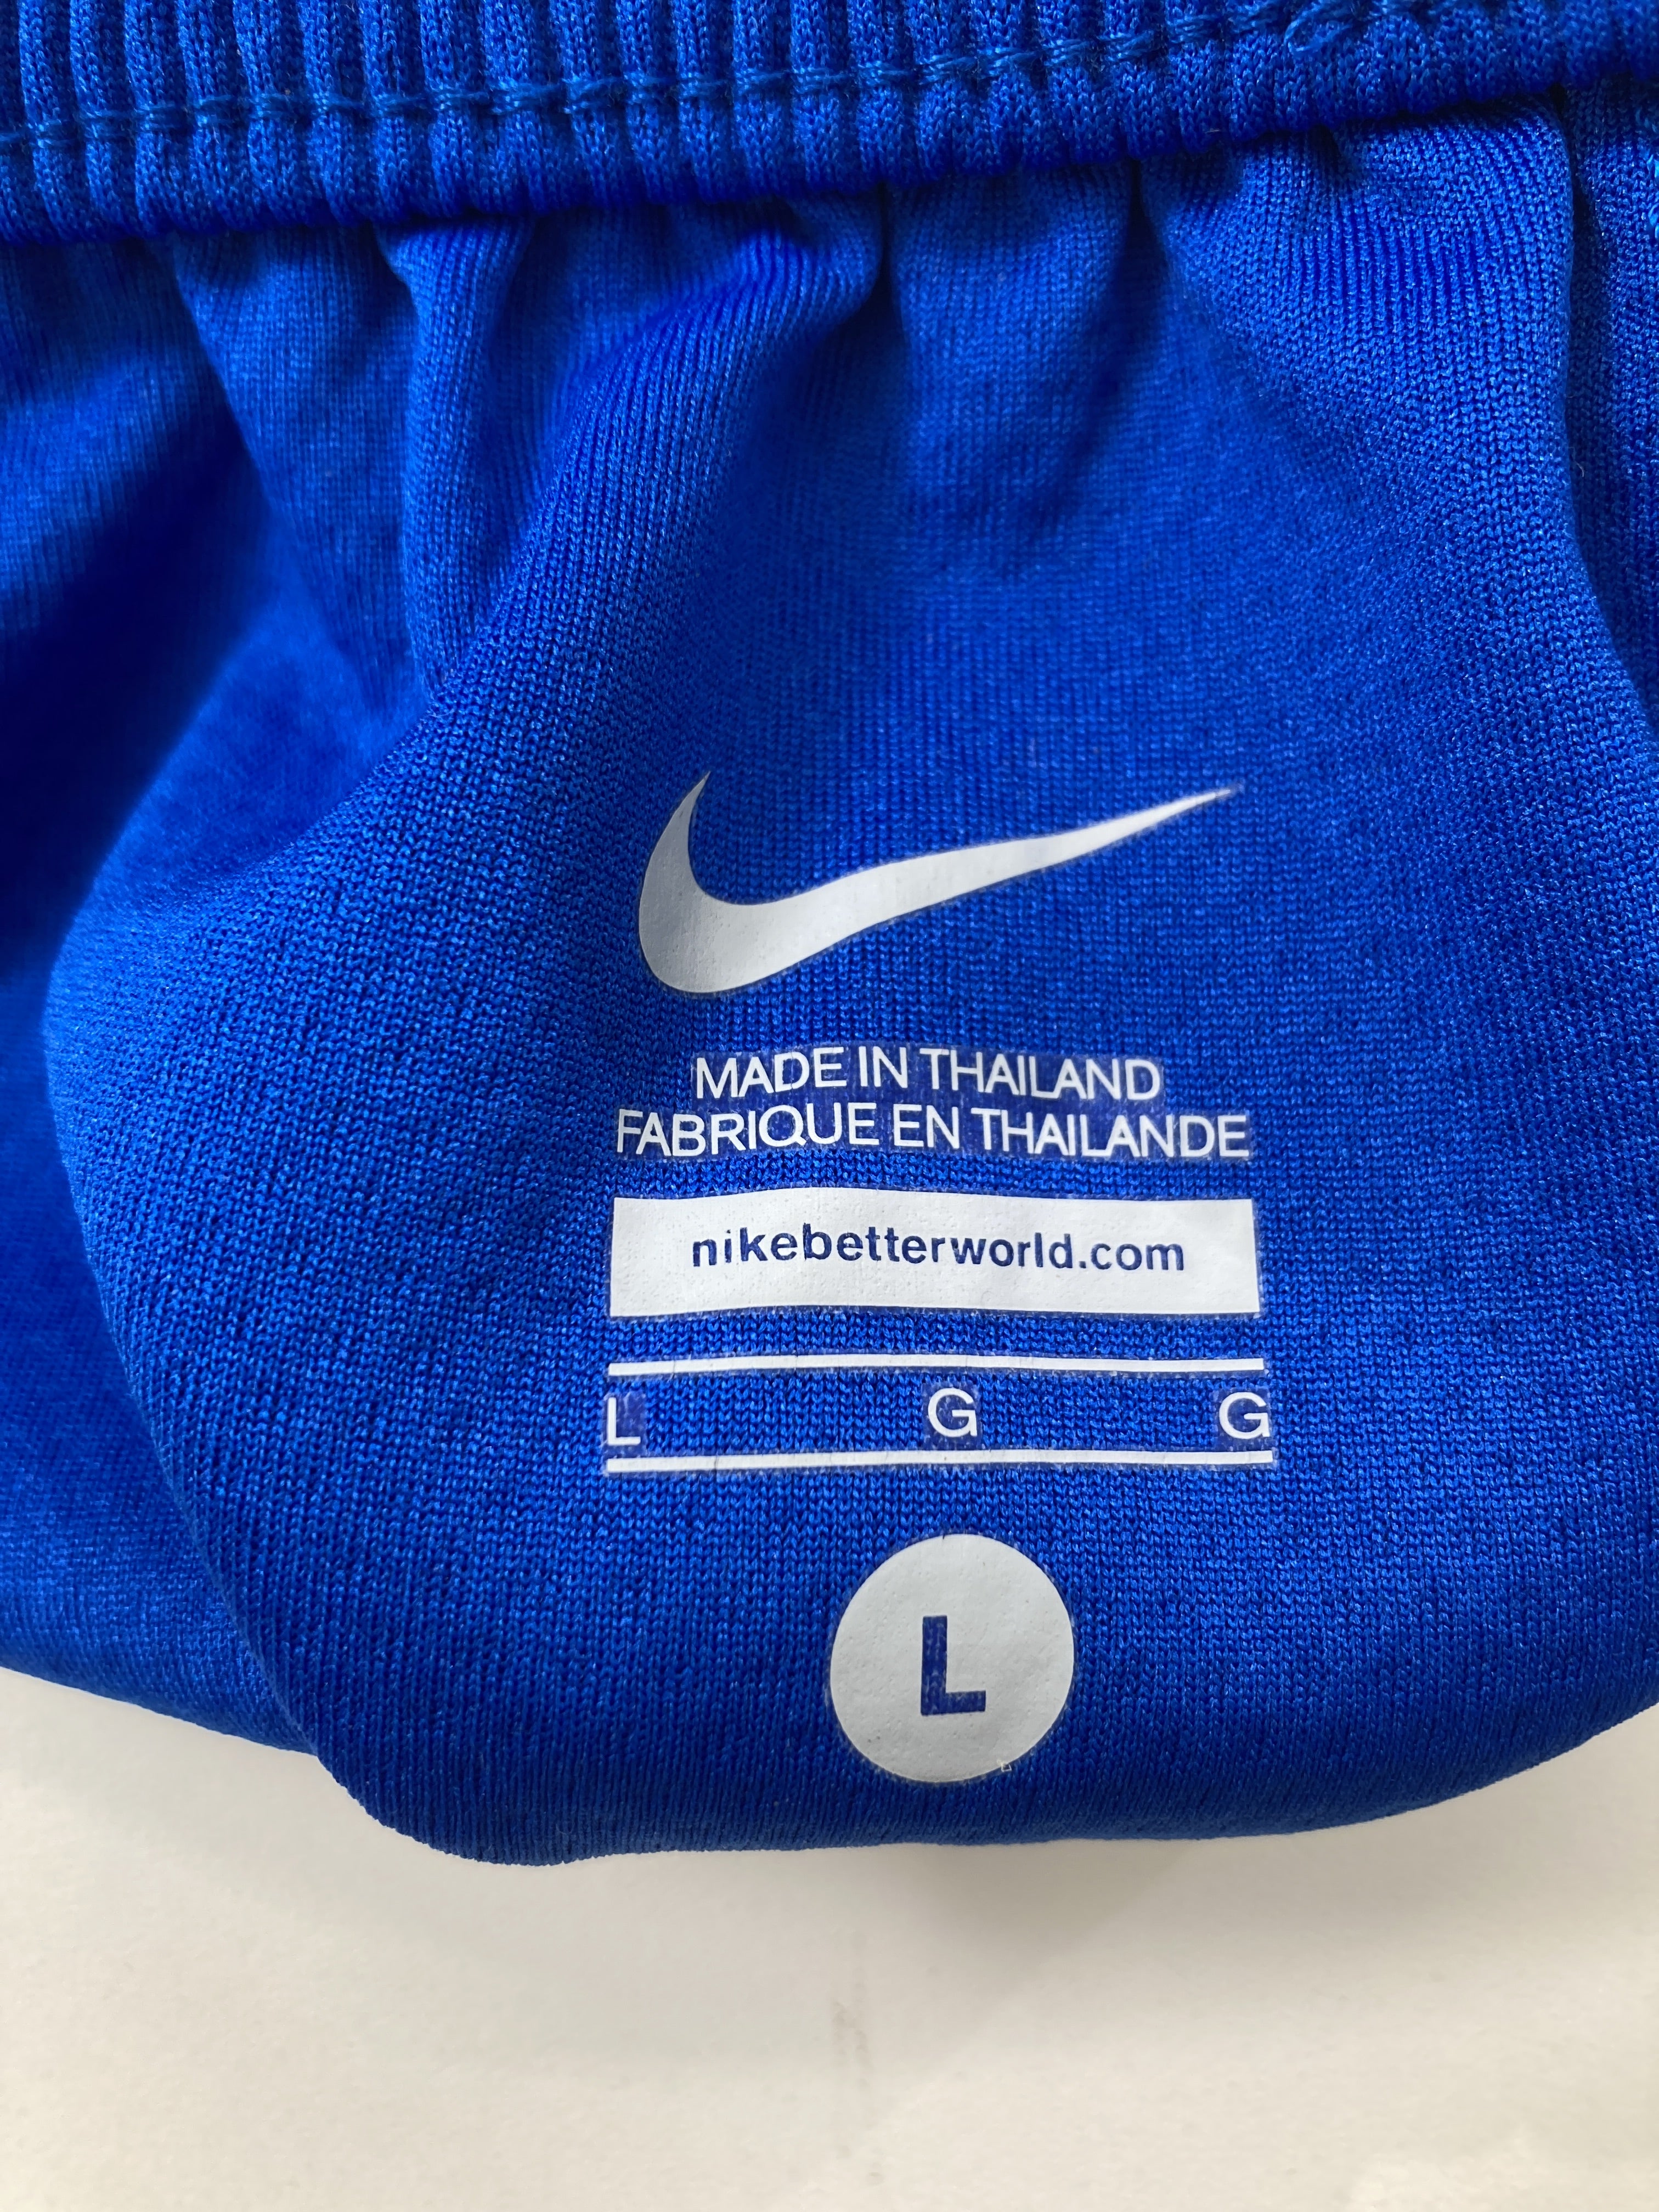 MADE IN THAILAND
FABRIQUE EN THAILANDE
nikebetterworld.com
L G G
L